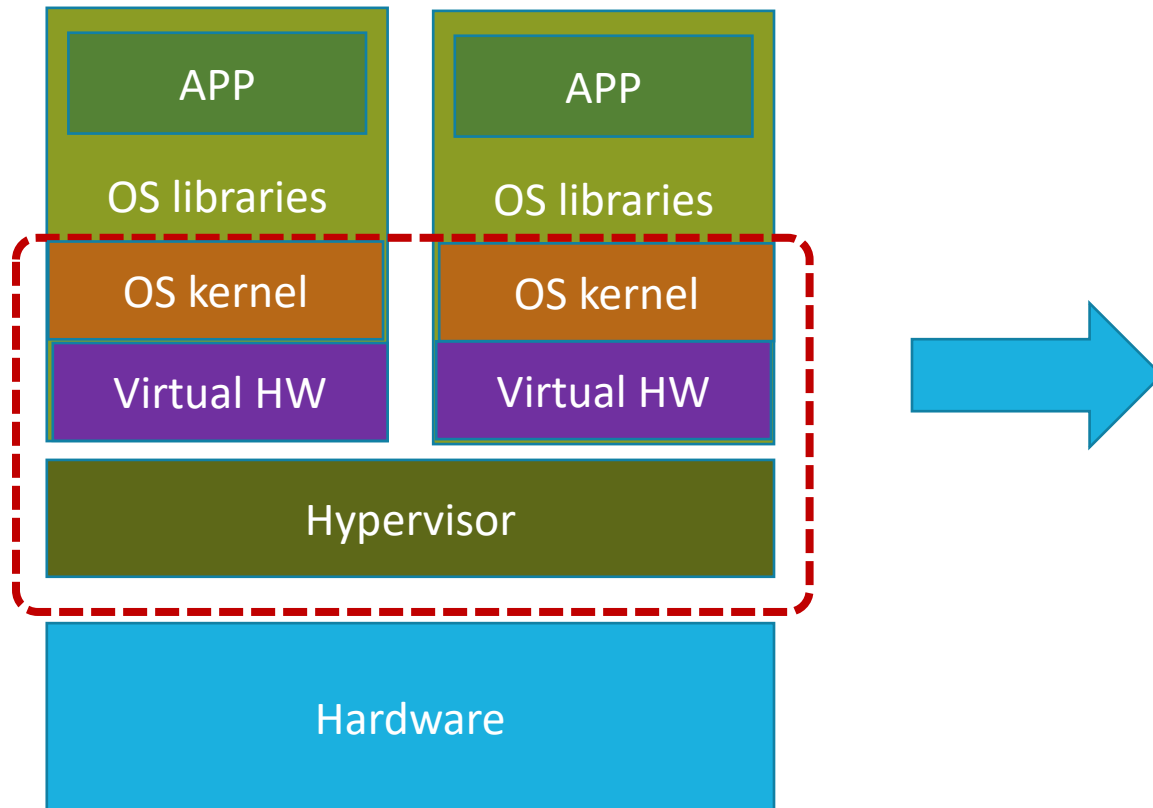 APP
APP
OS libraries
OS libraries
OS kernel
OS kernel
Virtual HW
Virtual HW
Hypervisor
Hardware